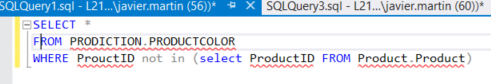 SQLQuery1.sql - L21...\javier.martin (56))* SQLQuery3.sql - L21...\javier.martin (60))*
SELECT *
FROM PRODICTION.PRODUCTCOLOR
WHERE ProuctID not in (select ProductID FROM Product.Product)